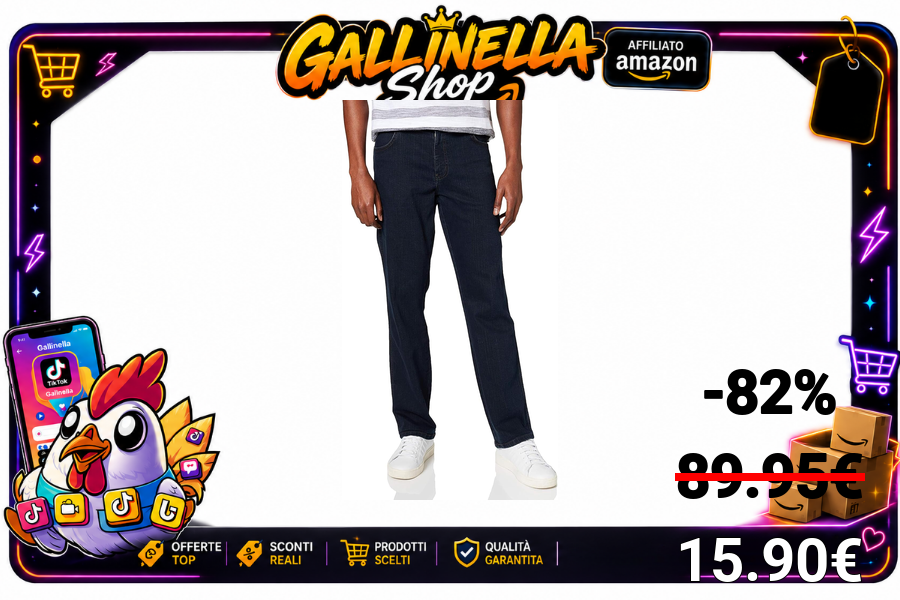 GALLINELLA
Shop
AFFILIATO
amazon
Gallinella
TikTok
Gallinella
-82%
89.95€
15.90€
OFFERTE
TOP
SCONTI
REALI
PRODOTTI
SCELTI
QUALITÀ
GARANTITA